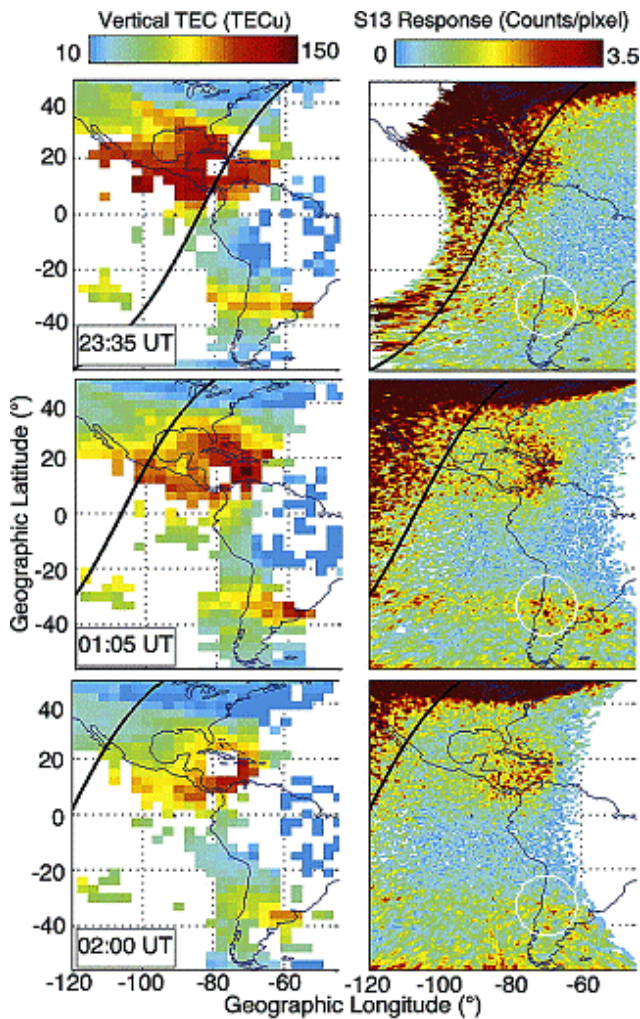 Vertical TEC (TECu)
S13 Response (Counts/pixel)
10 150
0 3.5
40
20
0
-20
-40
23:35 UT
40
20
0
-20
-40
01:05 UT
40
20
0
-20
-40
02:00 UT
Geographic Latitude (°)
-120 -100 -80 -60
-120 -100 -80 -60
Geographic Longitude (°)